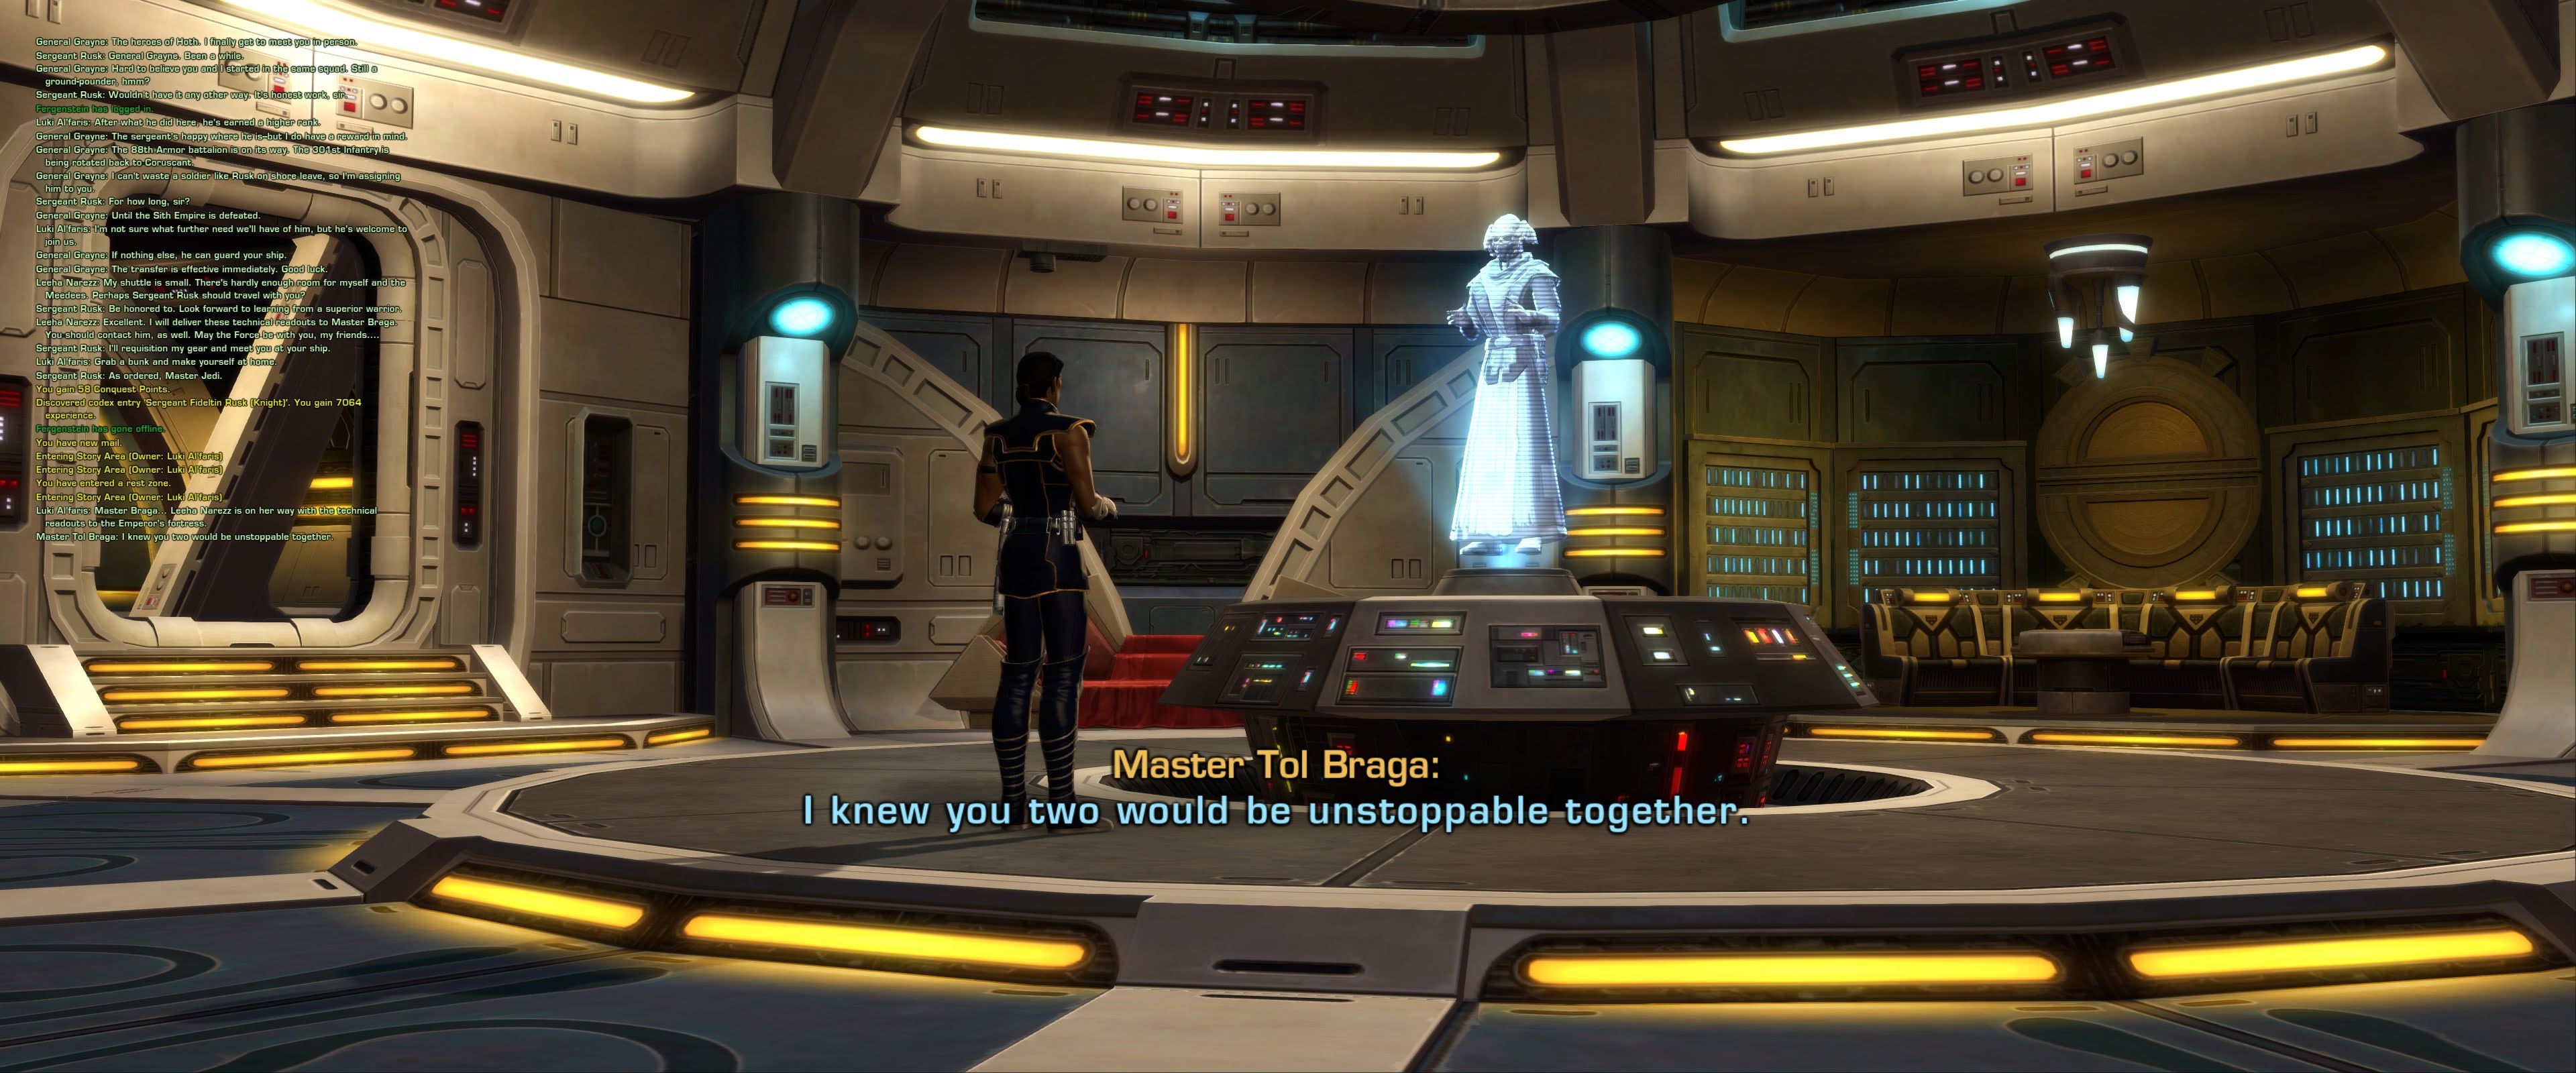 General Grayne: The heroes of Hoth. I finally get to meet you in person.
Sergeant Rusk: General Grayne. Been a while.
General Grayne: Hard to believe you and I started in the same squad. Still a
ground-pounder, hmm?
Sergeant Rusk: Wouldn't have it any other way. It's honest work, sir.
Fergenstein has logged in.
Luki Al'faris: After what he did here, he's earned a higher rank.
General Grayne: The sergeant's happy where he is–but I do have a reward in mind.
General Grayne: The 88th Armor battalion is on its way. The 301st Infantry is
being rotated back to Coruscant.
General Grayne: I can't waste a soldier like Rusk on shore leave, so I'm assigning
him to you.
Sergeant Rusk: For how long, sir?
General Grayne: Until the Sith Empire is defeated.
Luki Al'faris: I'm not sure what further need we'll have of him, but he's welcome to
join us.
General Grayne: If nothing else, he can guard your ship.
General Grayne: The transfer is effective immediately. Good luck.
Leeha Narezz: My shuttle is small. There's hardly enough room for myself and the
Meedees. Perhaps Sergeant Rusk should travel with you?
Sergeant Rusk: Be honored to. Look forward to learning from a superior warrior.
Leeha Narezz: Excellent. I will deliver these technical readouts to Master Braga.
You should contact him, as well. May the Force be with you, my friends....
Sergeant Rusk: I'll requisition my gear and meet you at your ship.
Luki Al'faris: Grab a bunk and make yourself at home.
Sergeant Rusk: As ordered, Master Jedi.
You gain 58 Conquest Points.
Discovered codex entry 'Sergeant Fideltin Rusk (Knight)'. You gain 7064
experience.
Fergenstein has gone offline.
You have new mail.
Entering Story Area (Owner: Luki Al'faris)
Entering Story Area (Owner: Luki Al'faris)
You have entered a rest zone.
Entering Story Area (Owner: Luki Al'faris)
Luki Al'faris: Master Braga... Leeha Narezz is on her way with the technical
readouts to the Emperor's fortress.
Master Tol Braga: I knew you two would be unstoppable together.
Master Tol Braga:
I knew you two would be unstoppable together.